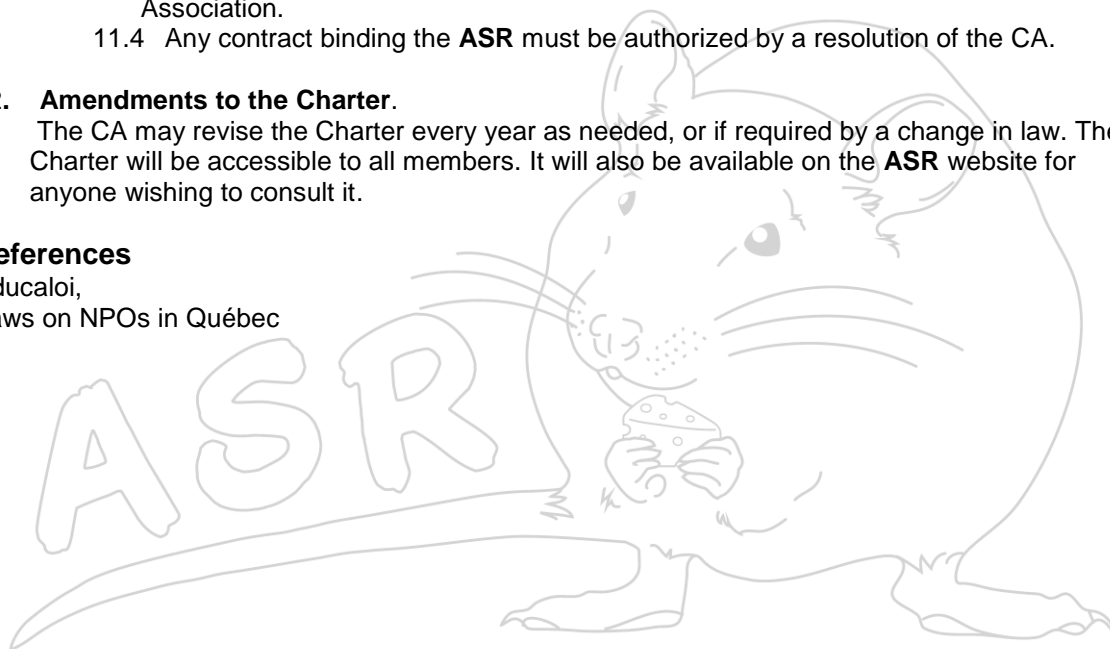 Association.
11.4 Any contract binding the ASR must be authorized by a resolution of the CA.
. Amendments to the Charter.
The CA may revise the Charter every year as needed, or if required by a change in law. The
Charter will be accessible to all members. It will also be available on the ASR website for
anyone wishing to consult it.
eferences
ducaloi,
aws on NPOs in Québec
ASR